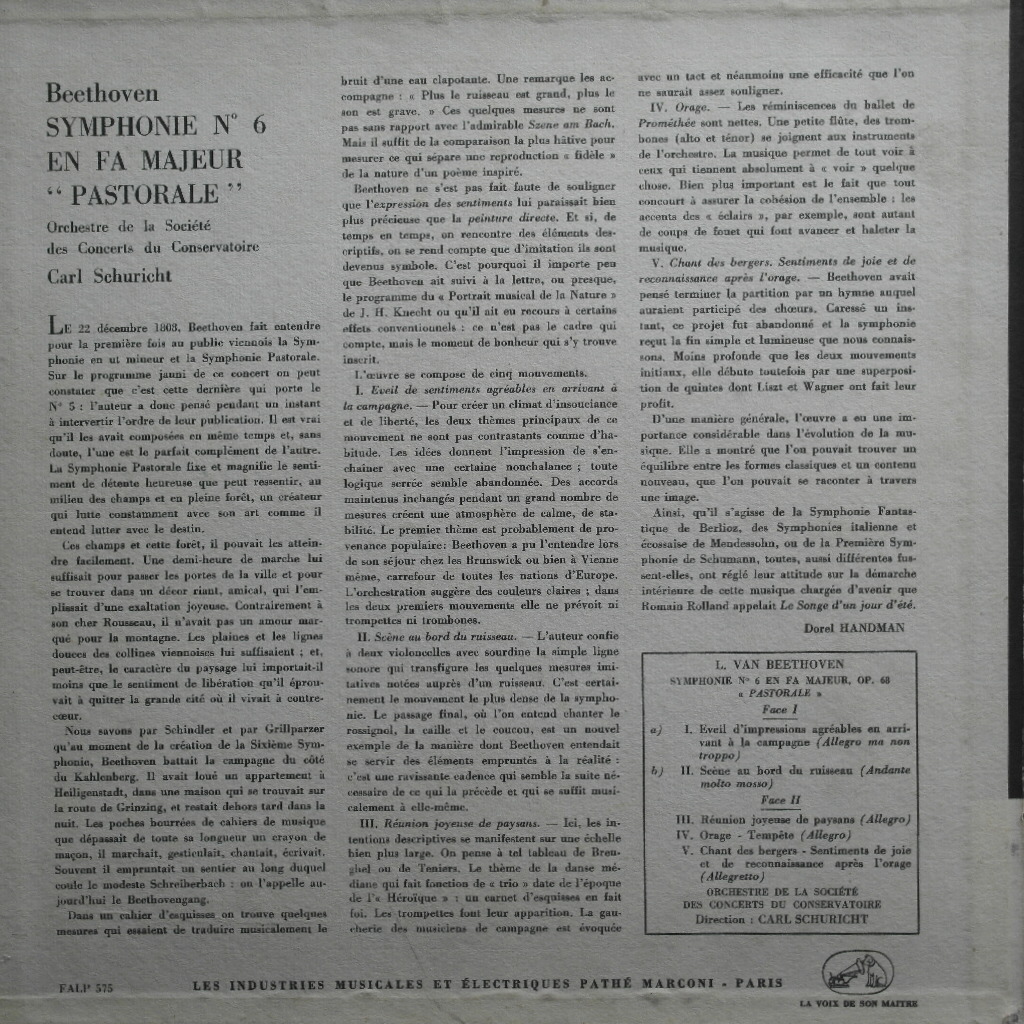 Beethoven
SYMPHONIE N° 6
EN FA MAJEUR
“ PASTORALE ”
Orchestre de la Société
des Concerts du Conservatoire
Carl Schuricht
LE 22 décembre 1808, Beethoven fait entendre
pour la première fois au public viennois la Sym-
phonie en ut mineur et la Symphonie Pastorale.
Sur le programme jauni de ce concert on peut
constater que c'est cette dernière qui porte le
N° 5 : l'auteur a donc pensé pendant un instant
à intervertir l'ordre de leur publication. Il est vrai
qu'il les avait composées en même temps et, sans
doute, l'une est le parfait complément de l'autre.
La Symphonie Pastorale fixe et magnifie le senti-
ment de détente heureuse que peut ressentir, au
milieu des champs et en pleine forêt, un créateur
qui lutte constamment avec son art comme il
entend lutter avec le destin.
Ces champs et cette forêt, il pouvait les attein-
dre facilement. Une demi-heure de marche lui
suffisait pour passer les portes de la ville et pour
se trouver dans un décor riant, amical, qui l'em-
plissait d'une exaltation joyeuse. Contrairement à
son cher Rousseau, il n'avait pas un amour mar-
qué pour la montagne. Les plaines et les lignes
douces des collines viennoises lui suffisaient ; et,
peut-être, le caractère du paysage lui importait-il
moins que le sentiment de libération qu'il éprou-
vait à quitter la grande cité où il vivait à contre-
cœur.
Nous savons par Schindler et par Grillparzer
qu'au moment de la création de la Sixième Sym-
phonie, Beethoven battait la campagne du côté
du Kahlenberg. Il avait loué un appartement à
Heiligenstadt, dans une maison qui se trouvait sur
la route de Grinzing, et restait dehors tard dans la
nuit. Les poches bourrées de cahiers de musique
que dépassait de toute sa longueur un crayon de
maçon, il marchait, gesticulait, chantait, écrivait.
Souvent il empruntait un sentier au long duquel
coule le modeste Schreiberbach : on l'appelle au-
jourd'hui le Beethovengang.
Dans un cahier d'esquisses on trouve quelques
mesures qui essaient de traduire musicalement le
bruit d'une eau clapotante. Une remarque les ac-
compagne : « Plus le ruisseau est grand, plus le
son est grave. » Ces quelques mesures ne sont
pas sans rapport avec l'admirable Szene am Bach.
Mais il suffit de la comparaison la plus hâtive pour
mesurer ce qui sépare une reproduction « fidèle »
de la nature d'un poème inspiré.
Beethoven ne s'est pas fait faute de souligner
que l'expression des sentiments lui paraissait bien
plus précieuse que la peinture directe. Et si, de
temps en temps, on rencontre des éléments des-
criptifs, on se rend compte que d'imitation ils sont
devenus symbole. C'est pourquoi il importe peu
que Beethoven ait suivi à la lettre, ou presque,
le programme du « Portrait musical de la Nature »
de J. H. Knecht ou qu'il ait eu recours à certains
effets conventionnels : ce n'est pas le cadre qui
compte, mais le moment de bonheur qui s'y trouve
inscrit.
L'œuvre se compose de cinq mouvements.
I. Eveil de sentiments agréables en arrivant à
la campagne. — Pour créer un climat d'insouciance
et de liberté, les deux thèmes principaux de ce
mouvement ne sont pas contrastants comme d'ha-
bitude. Les idées donnent l'impression de s'en-
chaîner avec une certaine nonchalance ; toute
logique serrée semble abandonnée. Des accords
maintenus inchangés pendant un grand nombre de
mesures créent une atmosphère de calme, de sta-
bilité. Le premier thème est probablement de pro-
venance populaire: Beethoven a pu l'entendre lors
de son séjour chez les Brunswick ou bien à Vienne
même, carrefour de toutes les nations d'Europe.
L'orchestration suggère des couleurs claires ; dans
les deux premiers mouvements elle ne prévoit ni
trompettes ni trombones.
II. Scène au bord du ruisseau. — L'auteur confie
à deux violoncelles avec sourdine la simple ligne
sonore qui transfigure les quelques mesures imi-
tatives notées auprès d'un ruisseau. C'est certai-
nement le mouvement le plus dense de la sympho-
nie. Le passage final, où l'on entend chanter le
rossignol, la caille et le coucou, est un nouvel
exemple de la manière dont Beethoven entendait
se servir des éléments empruntés à la réalité :
c'est une ravissante cadence qui semble la suite né-
cessaire de ce qui la précède et qui se suffit musi-
calement à elle-même.
III. Réunion joyeuse de paysans. — Ici, les in-
tentions descriptives se manifestent sur une échelle
bien plus large. On pense à tel tableau de Breu-
ghel ou de Teniers. Le thème de la danse mé-
diane qui fait fonction de « trio » date de l'époque
de l'« Héroïque » : un carnet d'esquisses en fait
foi. Les trompettes font leur apparition. La gau-
cherie des musiciens de campagne est évoquée
avec un tact et néanmoins une efficacité que l'on
ne saurait assez souligner.
IV. Orage. — Les réminiscences du ballet de
Prométhée sont nettes. Une petite flûte, des trom-
bones (alto et ténor) se joignent aux instruments
de l'orchestre. La musique permet de tout voir à
ceux qui tiennent absolument à « voir » quelque
chose. Bien plus important est le fait que tout
concourt à assurer la cohésion de l'ensemble : les
accents des « éclairs », par exemple, sont autant
de coups de fouet qui font avancer et haleter la
musique.
V. Chant des bergers. Sentiments de joie et de
reconnaissance après l'orage. — Beethoven avait
pensé terminer la partition par un hymne auquel
auraient participé des chœurs. Caressé un ins-
tant, ce projet fut abandonné et la symphonie
reçut la fin simple et lumineuse que nous connais-
sons. Moins profonde que les deux mouvements
initiaux, elle débute toutefois par une superposi-
tion de quintes dont Liszt et Wagner ont fait leur
profit.
D'une manière générale, l'œuvre a eu une im-
portance considérable dans l'évolution de la mu-
sique. Elle a montré que l'on pouvait trouver un
équilibre entre les formes classiques et un contenu
nouveau, que l'on pouvait se raconter à travers
une image.
Ainsi, qu'il s'agisse de la Symphonie Fantas-
tique de Berlioz, des Symphonies italienne et
écossaise de Mendelssohn, ou de la Première Sym-
phonie de Schumann, toutes, aussi différentes fus-
sent-elles, ont réglé leur attitude sur la démarche
intérieure de cette musique chargée d'avenir que
Romain Rolland appelait Le Songe d'un jour d'été.
Dorel HANDMAN
L. VAN BEETHOVEN
SYMPHONIE N° 6 EN FA MAJEUR, OP. 68
« PASTORALE »
Face I
a) I. Eveil d'impressions agréables en arri-
vant à la campagne (Allegro ma non
troppo)
b) II. Scène au bord du ruisseau (Andante
molto mosso)
Face II
III. Réunion joyeuse de paysans (Allegro)
IV. Orage - Tempête (Allegro)
V. Chant des bergers - Sentiments de joie
et de reconnaissance après l'orage
(Allegretto)
ORCHESTRE DE LA SOCIÉTÉ
DES CONCERTS DU CONSERVATOIRE
Direction : CARL SCHURICHT
FALP 575
LES INDUSTRIES MUSICALES ET ÉLECTRIQUES PATHÉ MARCONI - PARIS
LA VOIX DE SON MAITRE